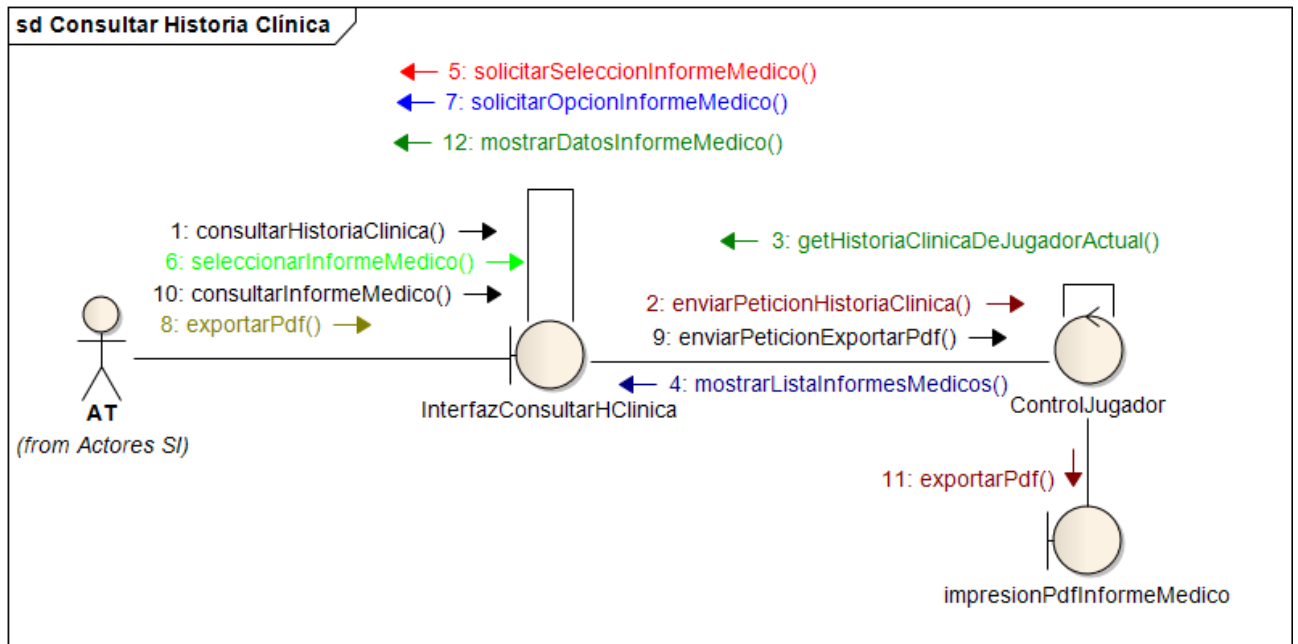 sd Consultar Historia Clínica
5: solicitarSeleccionInformeMedico()
7: solicitarOpcionInformeMedico()
12: mostrarDatosInformeMedico()
1: consultarHistoriaClinica()
3: getHistoriaClinicaDeJugadorActual()
6: seleccionarInformeMedico()
10: consultarInformeMedico()
2: enviarPeticionHistoriaClinica()
8: exportarPdf()
9: enviarPeticionExportarPdf()
4: mostrarListaInformesMedicos()
AT
InterfazConsultarHClinica
ControlJugador
(from Actores SI)
11: exportarPdf()
impresionPdfInformeMedico